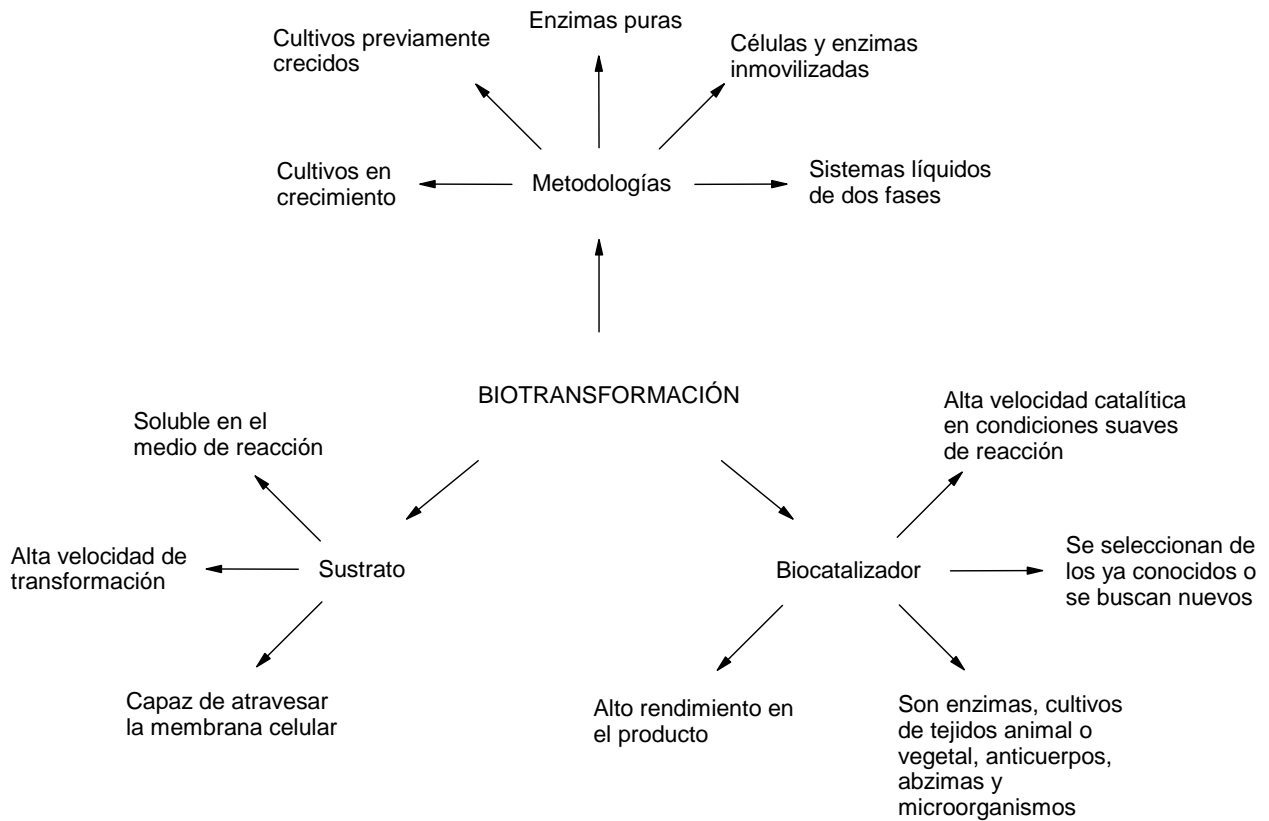 Enzimas puras
Cultivos previamente
crecidos
Células y enzimas
inmovilizadas
Cultivos en
crecimiento
Metodologías
Sistemas líquidos
de dos fases
BIOTRANSFORMACIÓN
Soluble en el
medio de reacción
Alta velocidad de
transformación
Sustrato
Capaz de atravesar
la membrana celular
Alta velocidad catalítica
en condiciones suaves
de reacción
Biocatalizador
Se seleccionan de
los ya conocidos o
se buscan nuevos
Alto rendimiento en
el producto
Son enzimas, cultivos
de tejidos animal o
vegetal, anticuerpos,
abzimas y
microorganismos